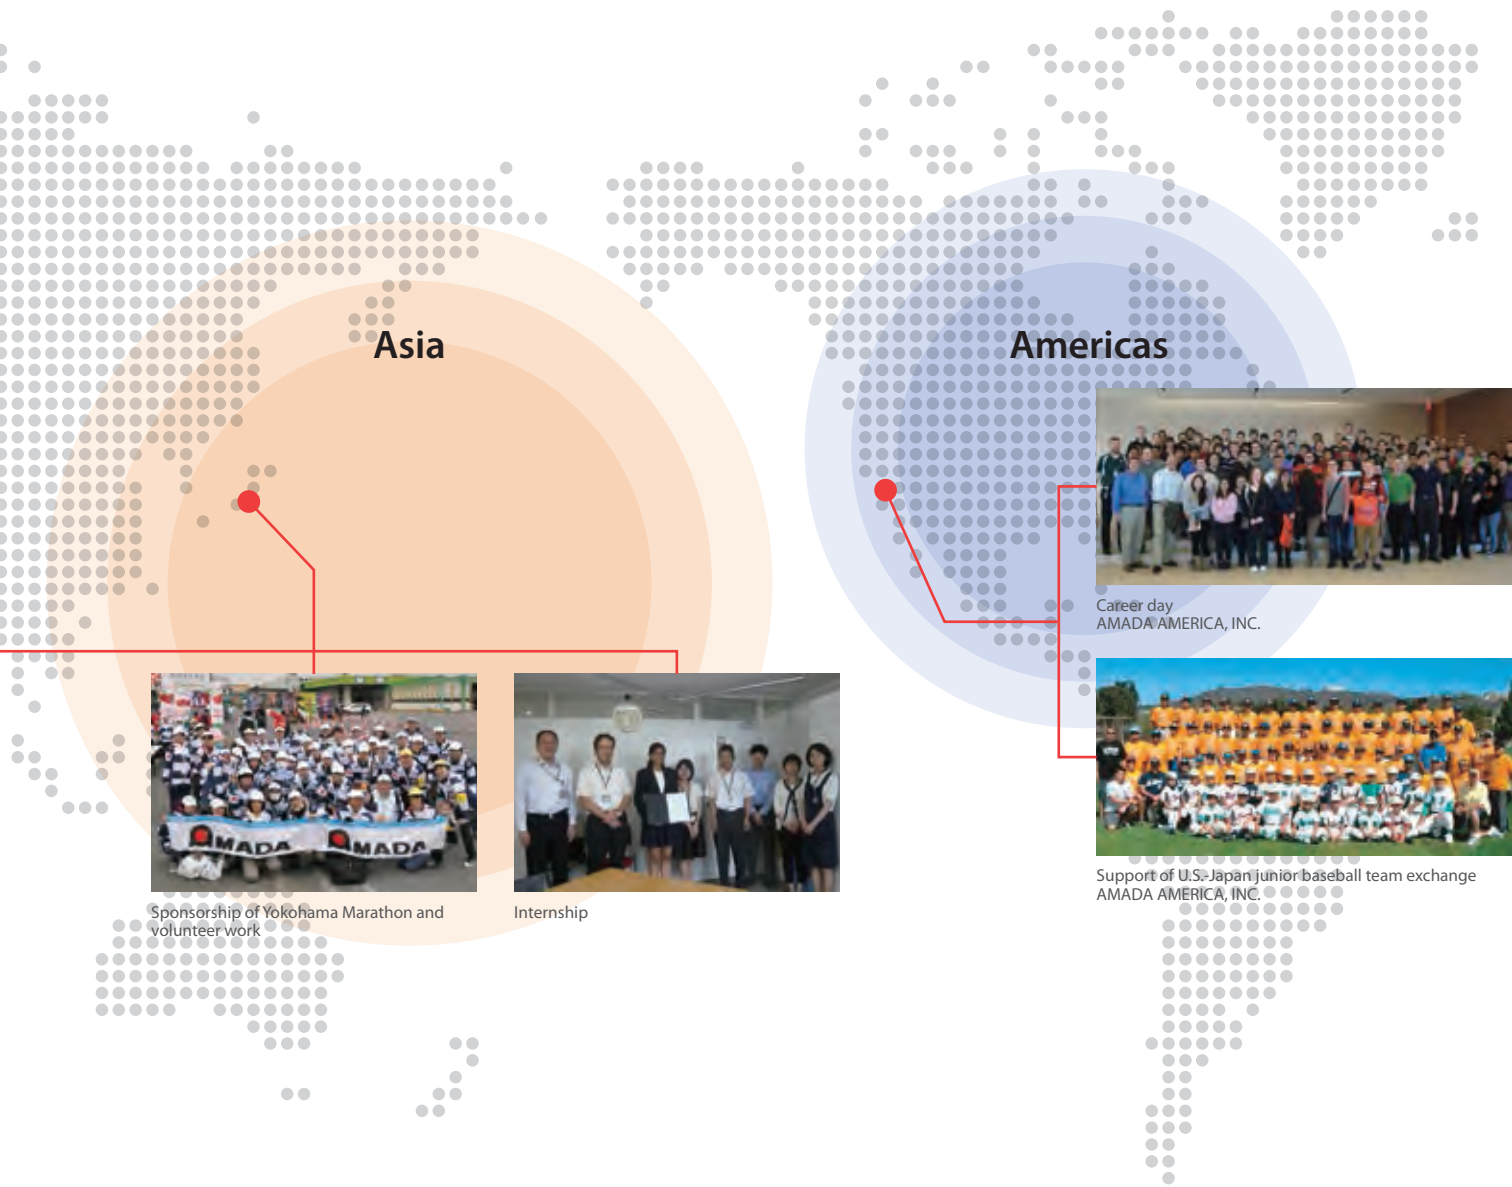 Asia
Americas
Career day
AMADA AMERICA, INC.
AMADA AMADA
Sponsorship of Yokohama Marathon and
volunteer work
Internship
Support of U.S.-Japan junior baseball team exchange
AMADA AMERICA, INC.